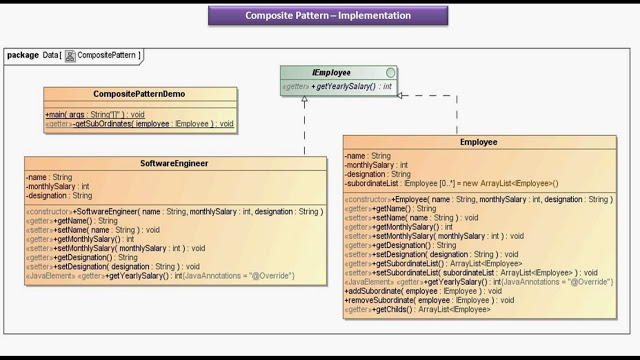 Composite Pattern – Implementation
package Data[ CompositePattern ]
IEmployee
«getter» +getYearlySalary() : int
CompositePatternDemo
+main( args : String"[]" ) : void
«getter» -getSubOrdinates( iemployee : IEmployee ) : void
SoftwareEngineer
-name : String
-monthlySalary : int
-designation : String
«constructor» +SoftwareEngineer( name : String, monthlySalary : int, designation : String )
«getter» +getName() : String
«setter» +setName( name : String ) : void
«getter» +getMonthlySalary() : int
«setter» +setMonthlySalary( monthlySalary : int ) : void
«getter» +getDesignation() : String
«setter» +setDesignation( designation : String ) : void
«JavaElement» «getter» +getYearlySalary() : int{JavaAnnotations = "@Override"}
Employee
-name : String
-monthlySalary : int
-designation : String
-subordinateList : IEmployee [0..*] = new ArrayList<IEmployee>()
«constructor» +Employee( name : String, monthlySalary : int, designation : String )
«getter» +getName() : String
«setter» +setName( name : String ) : void
«getter» +getMonthlySalary() : int
«setter» +setMonthlySalary( monthlySalary : int ) : void
«getter» +getDesignation() : String
«setter» +setDesignation( designation : String ) : void
«getter» +getSubordinateList() : ArrayList<IEmployee>
«setter» +setSubordinateList( subordinateList : ArrayList<IEmployee> ) : void
«JavaElement» «getter» +getYearlySalary() : int{JavaAnnotations = "@Override"}
+addSubordinate( employee : IEmployee ) : void
+removeSubordinate( employee : IEmployee ) : void
«getter» +getChilds() : ArrayList<IEmployee>